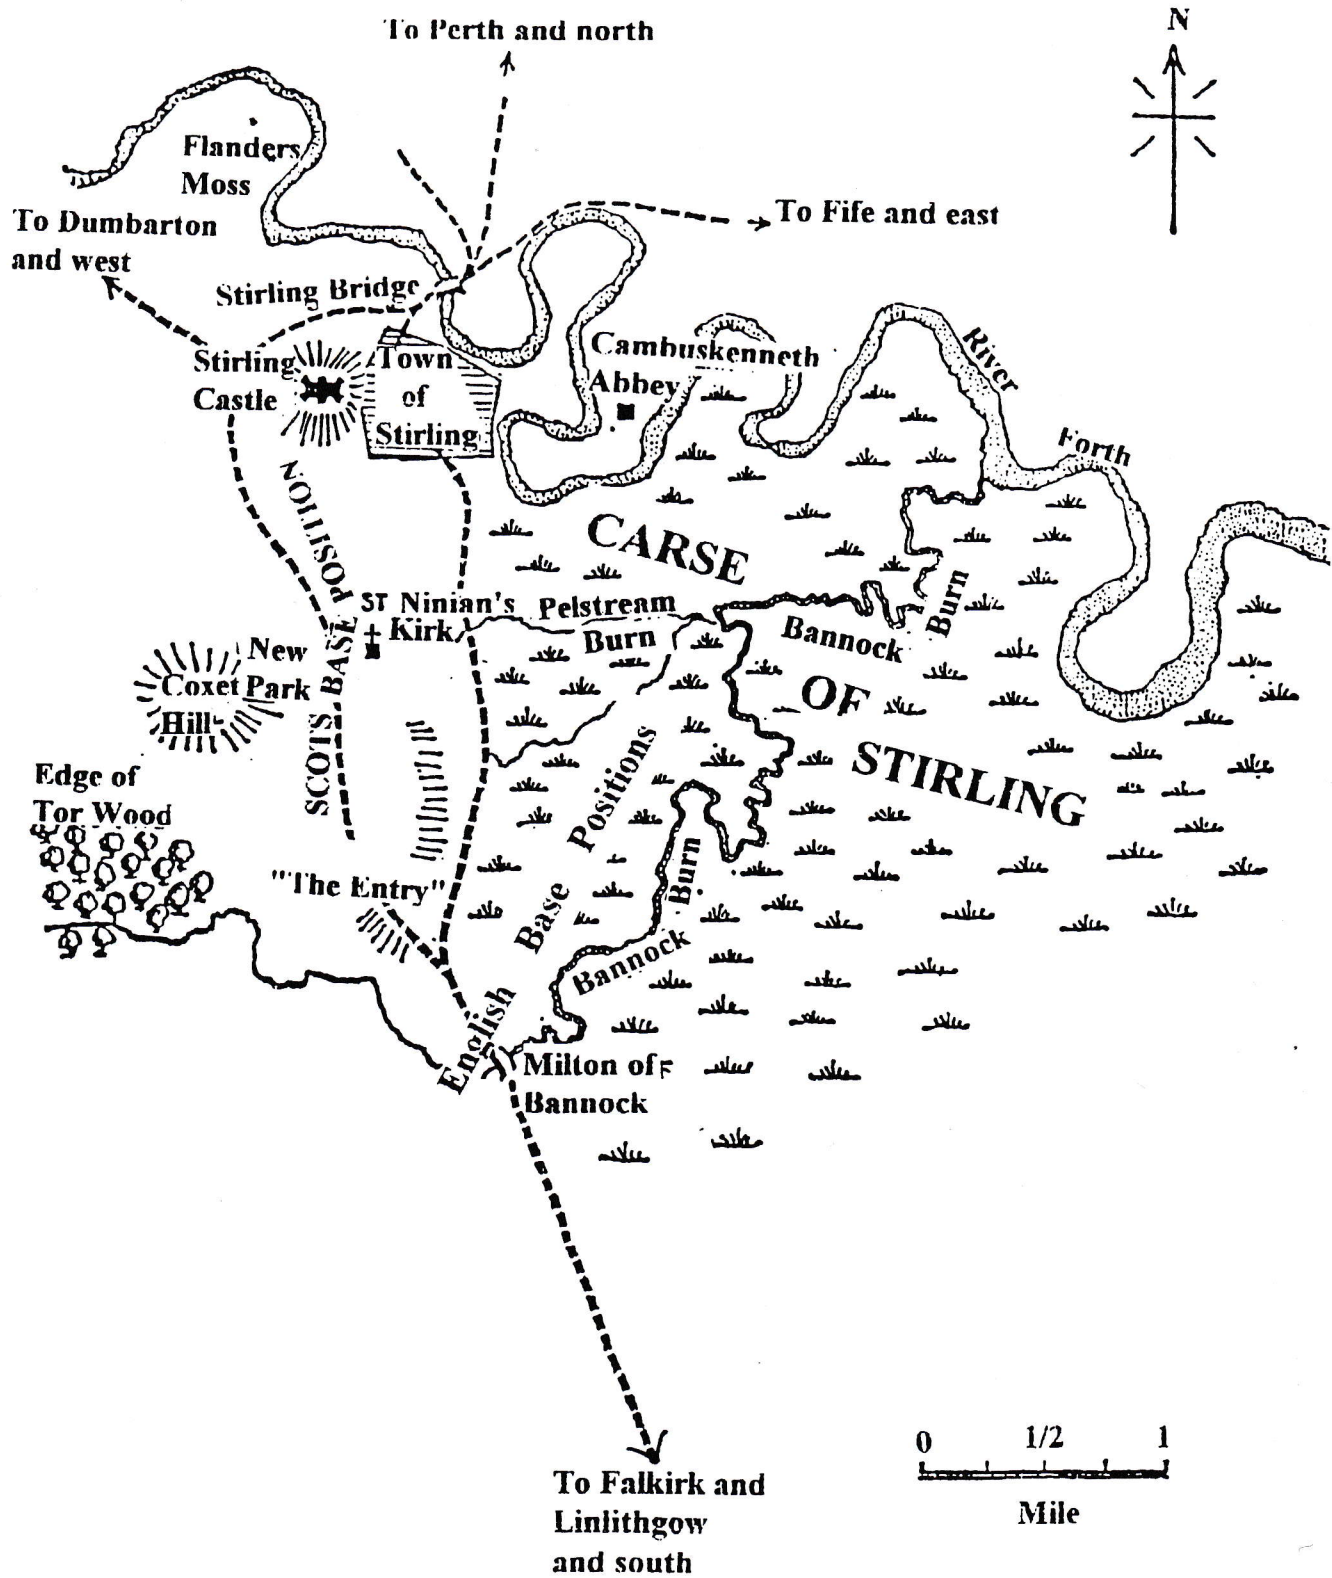 To Perth and north
N
Flanders
Moss
To Dumbarton
and west
To Fife and east
Stirling Bridge
Stirling
Castle
Town
of
Stirling
Cambuskenneth
Abbey
River
Forth
CARSE
OF
STIRLING
SCOTS BASE POSITION
ST Ninian's
Kirk
Pelstream
Burn
Bannock
Burn
New
Park
Coxet
Hill
Edge of
Tor Wood
"The Entry"
English Base Positions
Bannock
Burn
Milton of F
Bannock
To Falkirk and
Linlithgow
and south
0 1/2 1
Mile